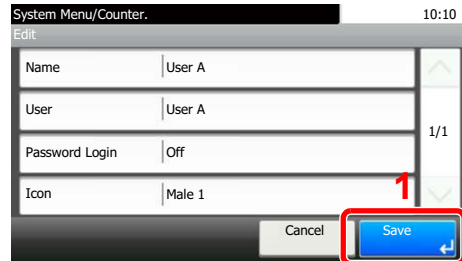 System Menu/Counter. 10:10
Edit
Name User A
User User A
1/1
Password Login Off
Icon Male 1
1
Cancel Save